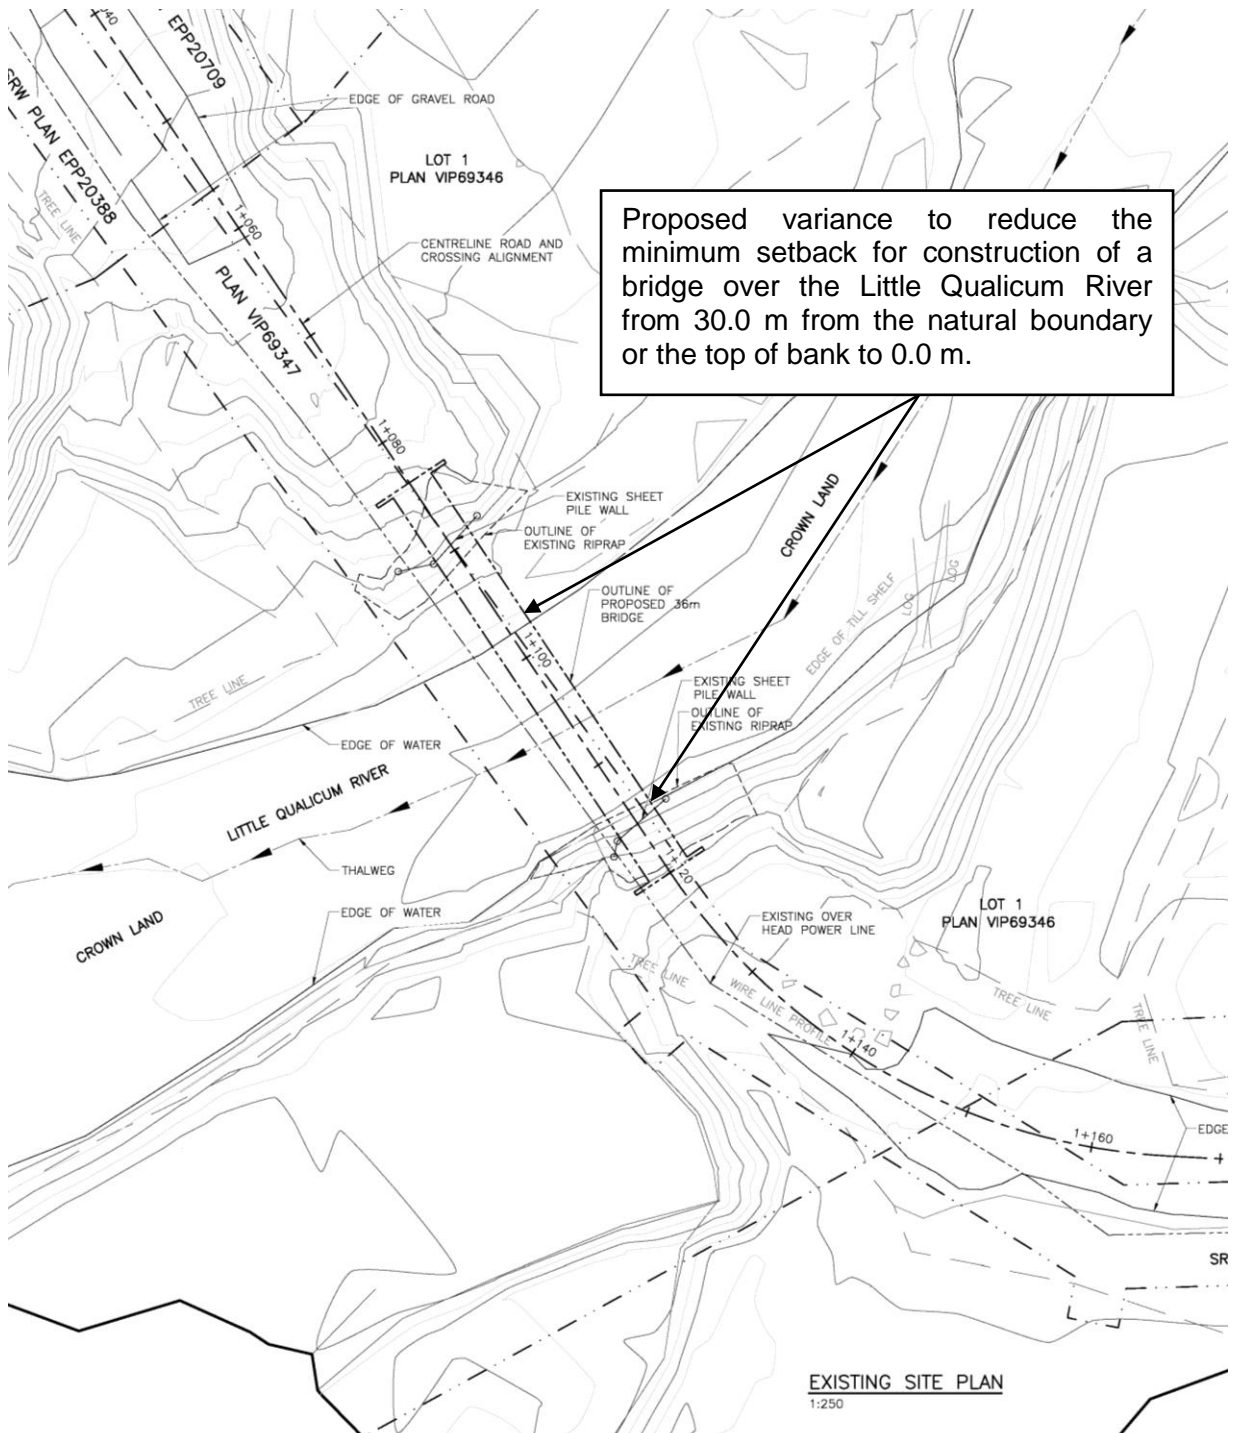 EPP20709
SRW PLAN EPP20388
EDGE OF GRAVEL ROAD
LOT 1
PLAN VIP69346
TREE LINE
1+060
CENTRELINE ROAD AND
CROSSING ALIGNMENT
PLAN VIP69347
Proposed variance to reduce the
minimum setback for construction of a
bridge over the Little Qualicum River
from 30.0 m from the natural boundary
or the top of bank to 0.0 m.
1+080
EXISTING SHEET
PILE WALL
OUTLINE OF
EXISTING RIPRAP
CROWN LAND
OUTLINE OF
PROPOSED 36m
BRIDGE
LOG
LOG
EDGE OF TILL SHELF
1+100
TREE LINE
EXISTING SHEET
PILE WALL
OUTLINE OF
EXISTING RIPRAP
EDGE OF WATER
LITTLE QUALICUM RIVER
THALWEG
1+120
EDGE OF WATER
CROWN LAND
LOT 1
PLAN VIP69346
EXISTING OVER
HEAD POWER LINE
TREE LINE
WIRE LINE PROFILE
TREE LINE
TREE LINE
1+140
1+160
EDGE
SR
EXISTING SITE PLAN
1:250